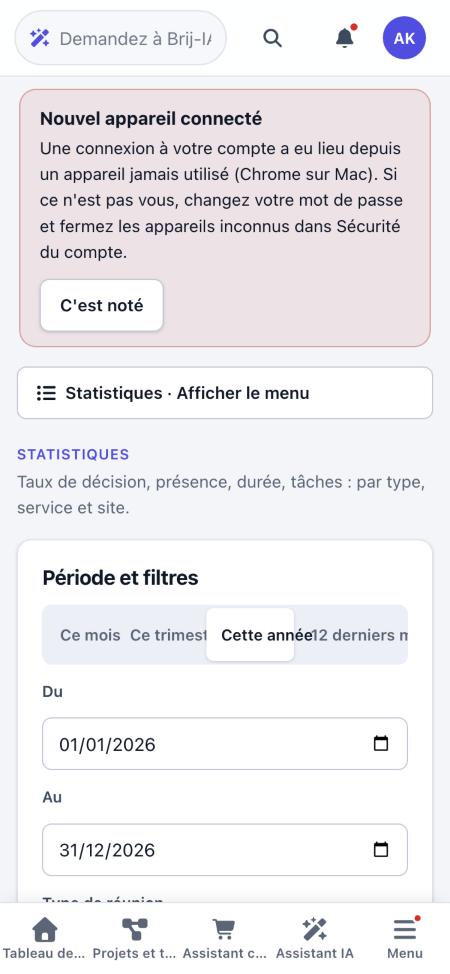 Demandez à Brij-IA
AK
Nouvel appareil connecté
Une connexion à votre compte a eu lieu depuis
un appareil jamais utilisé (Chrome sur Mac). Si
ce n'est pas vous, changez votre mot de passe
et fermez les appareils inconnus dans Sécurité
du compte.
C'est noté
Statistiques · Afficher le menu
STATISTIQUES
Taux de décision, présence, durée, tâches : par type,
service et site.
Période et filtres
Ce mois Ce trimest Cette année 12 derniers m
Du
01/01/2026
Au
31/12/2026
Type de réunion
Tableau de... Projets et t... Assistant c... Assistant IA Menu